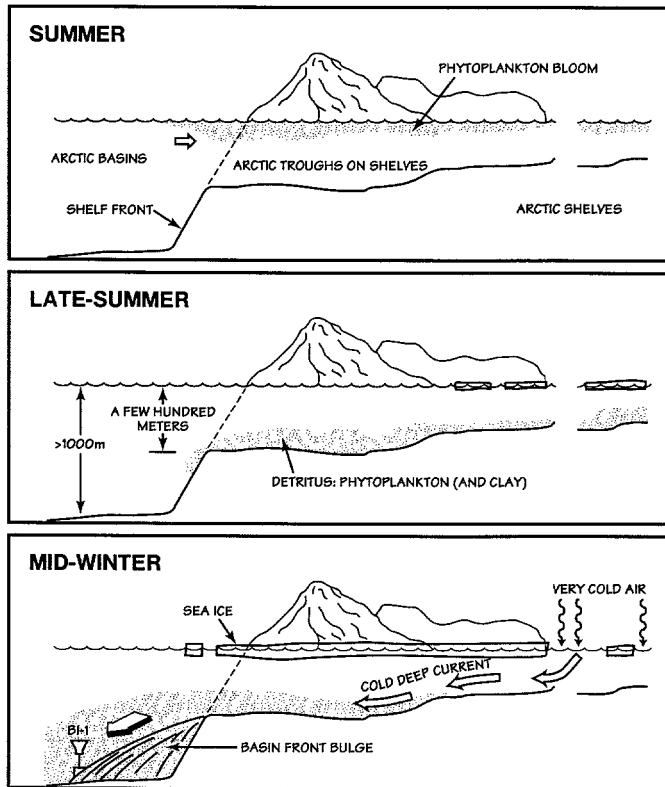 SUMMER
PHYTOPLANKTON BLOOM
ARCTIC BASINS
ARCTIC TROUGHS ON SHELVES
SHELF FRONT
ARCTIC SHELVES
LATE-SUMMER
A FEW HUNDRED
METERS
>1000m
DETRITUS: PHYTOPLANKTON (AND CLAY)
MID-WINTER
SEA ICE
VERY COLD AIR
COLD DEEP CURRENT
BI-1
BASIN FRONT BULGE